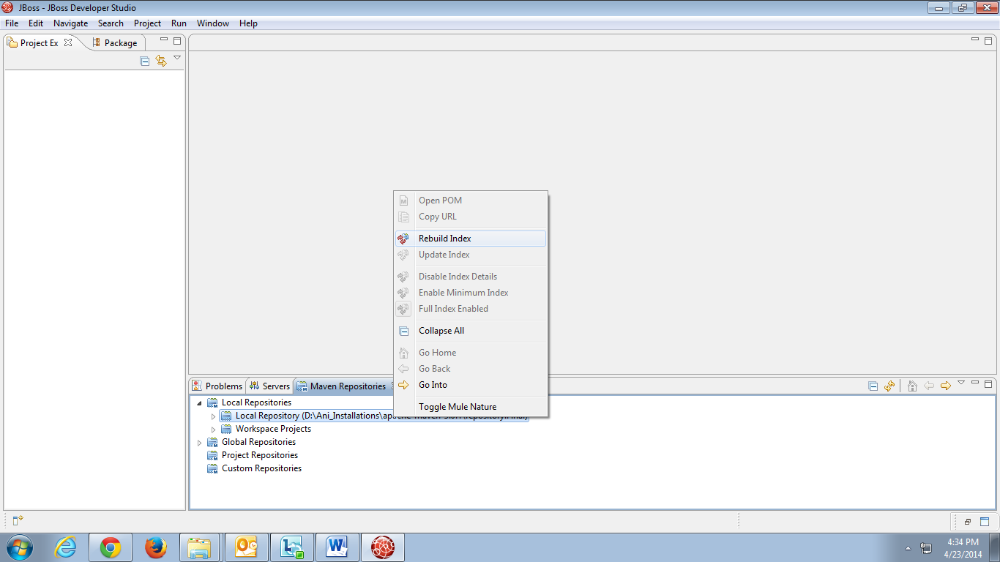 JBoss - JBoss Developer Studio
File Edit Navigate Search Project Run Window Help
Project Ex Package
Open POM
Copy URL
Rebuild Index
Update Index
Disable Index Details
Enable Minimum Index
Full Index Enabled
Collapse All
Go Home
Go Back
Go Into
Toggle Mule Nature
Problems Servers Maven Repositories
Local Repositories
Local Repository (D:\Ani_Installations\
Workspace Projects
Global Repositories
Project Repositories
Custom Repositories
4:34 PM
4/23/2014